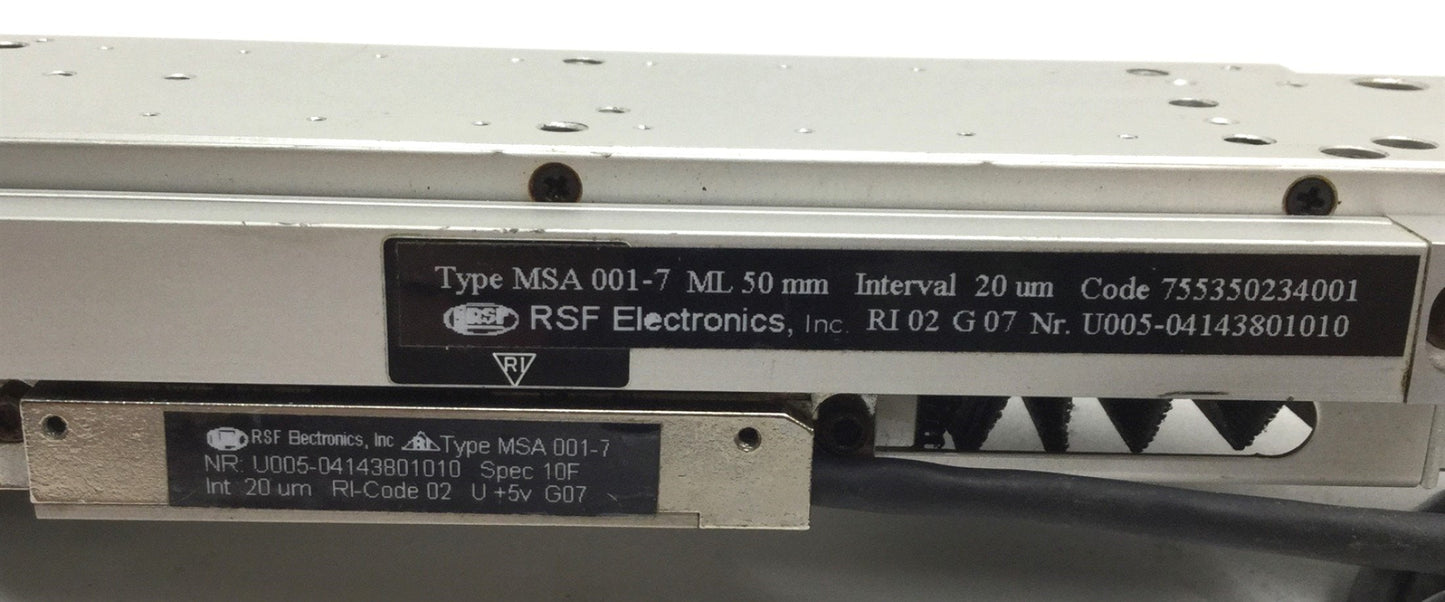 Type MSA 001-7 ML 50 mm Interval 20 um Code 755350234001
RSF RSF Electronics, Inc. RI 02 G 07 Nr. U005-04143801010
RI
RSF Electronics, Inc RI Type MSA 001-7
NR: U005-04143801010 Spec 10F
Int 20 um RI-Code 02 U +5v G07